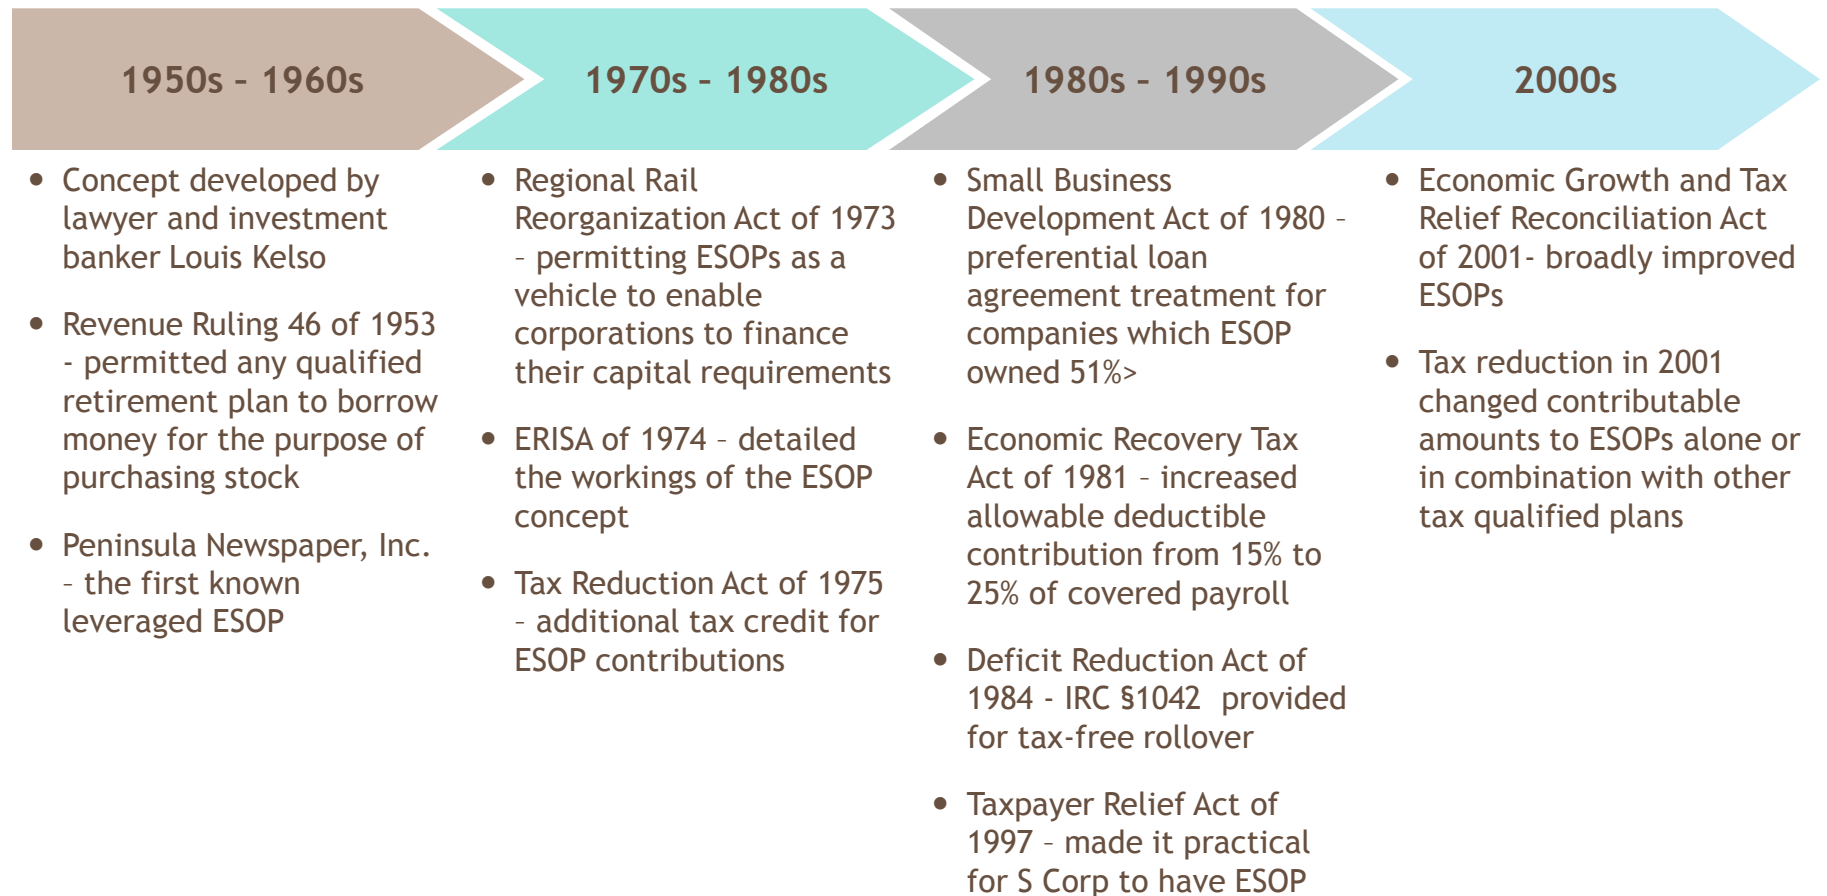 1950s – 1960s
1970s – 1980s
1980s – 1990s
2000s
• Concept developed by
lawyer and investment
banker Louis Kelso
• Revenue Ruling 46 of 1953
- permitted any qualified
retirement plan to borrow
money for the purpose of
purchasing stock
• Peninsula Newspaper, Inc.
– the first known
leveraged ESOP
• Regional Rail
Reorganization Act of 1973
– permitting ESOPs as a
vehicle to enable
corporations to finance
their capital requirements
• ERISA of 1974 – detailed
the workings of the ESOP
concept
• Tax Reduction Act of 1975
– additional tax credit for
ESOP contributions
• Small Business
Development Act of 1980 –
preferential loan
agreement treatment for
companies which ESOP
owned 51%>
• Economic Recovery Tax
Act of 1981 – increased
allowable deductible
contribution from 15% to
25% of covered payroll
• Deficit Reduction Act of
1984 - IRC §1042  provided
for tax-free rollover
• Taxpayer Relief Act of
1997 – made it practical
for S Corp to have ESOP
• Economic Growth and Tax
Relief Reconciliation Act
of 2001- broadly improved
ESOPs
• Tax reduction in 2001
changed contributable
amounts to ESOPs alone or
in combination with other
tax qualified plans